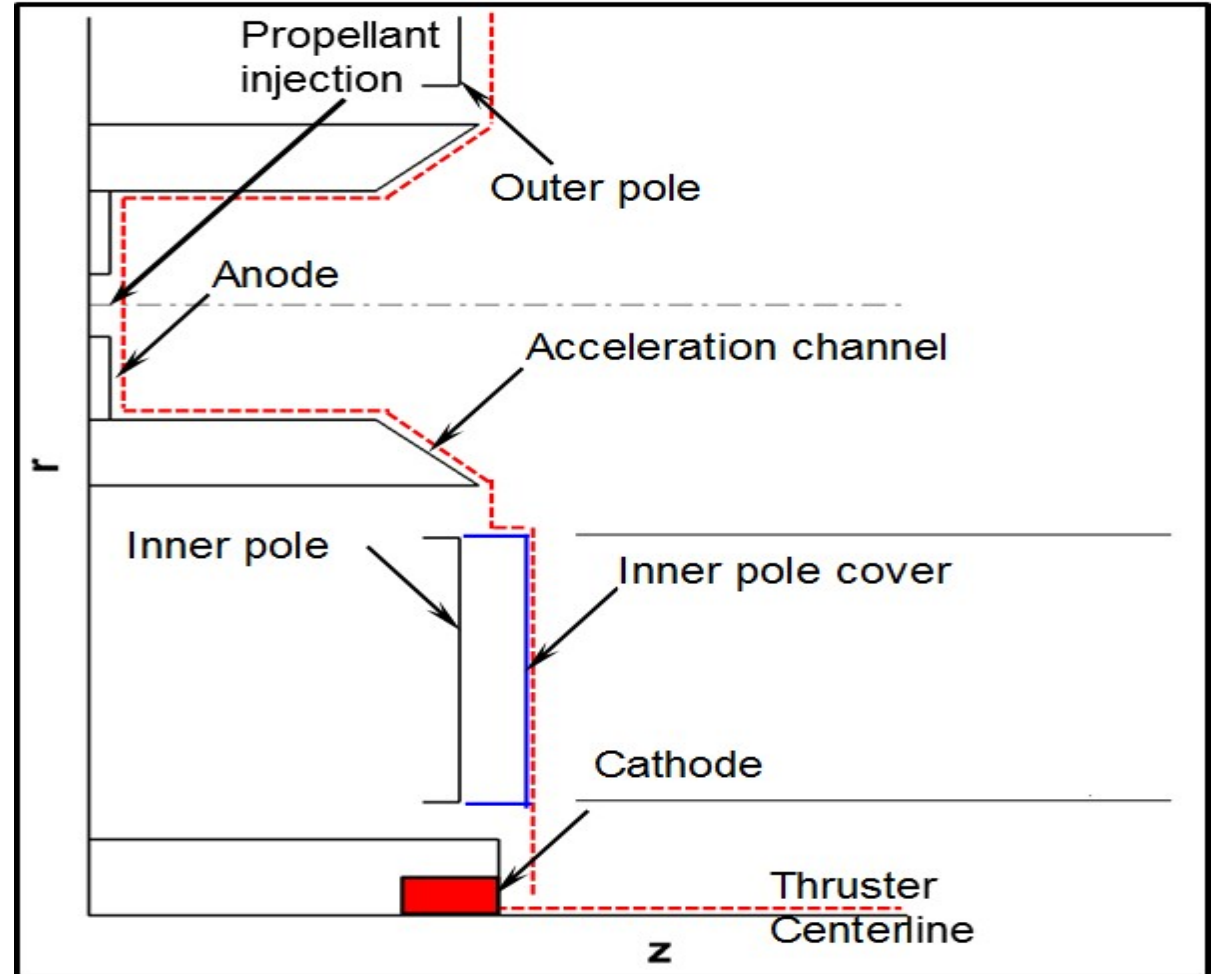 Propellant
injection
Outer pole
Anode
Acceleration channel
r
Inner pole
Inner pole cover
Cathode
Thruster
Centerline
z